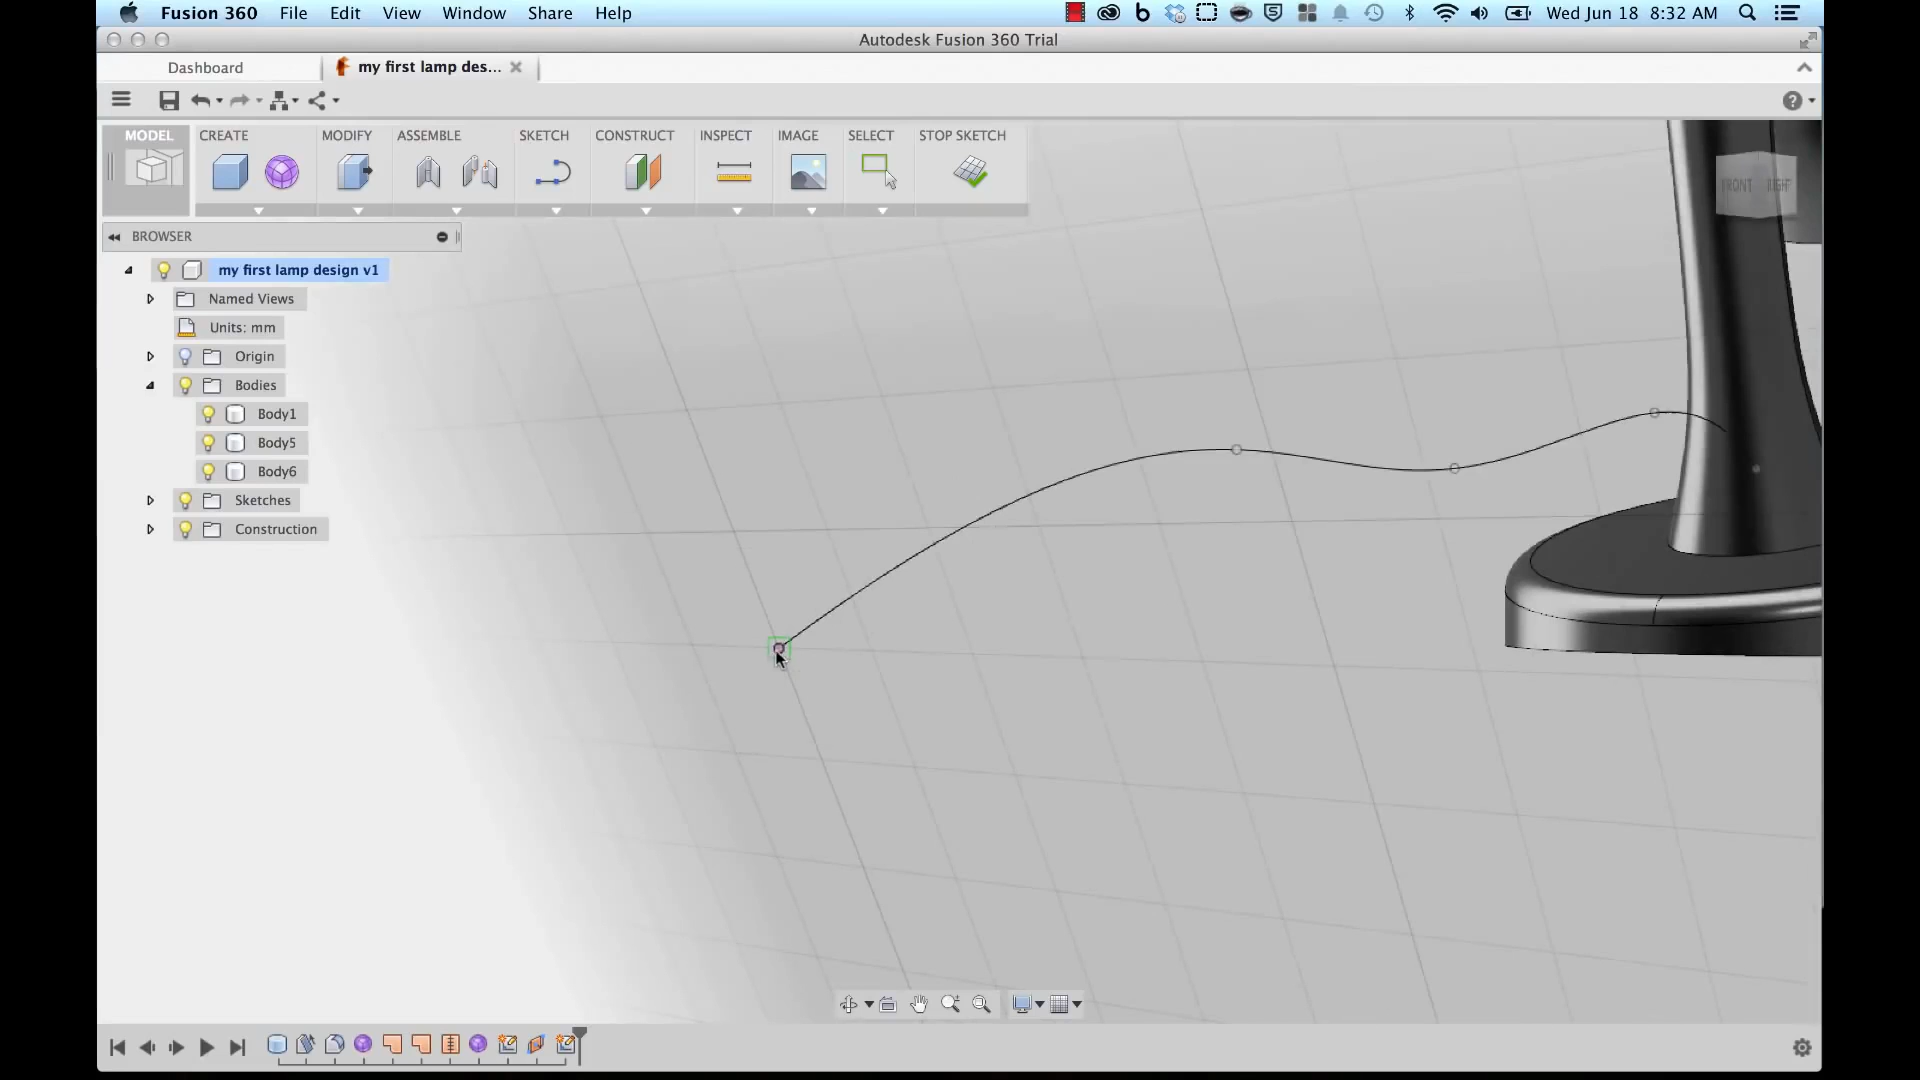 Fusion 360 File Edit View Window Share Help Wed Jun 18 8:32 AM
Autodesk Fusion 360 Trial
Dashboard my first lamp des...
MODEL CREATE MODIFY ASSEMBLE SKETCH CONSTRUCT INSPECT IMAGE SELECT STOP SKETCH
FRONT RIGHT
BROWSER
my first lamp design v1
Named Views
Units: mm
Origin
Bodies
Body1
Body5
Body6
Sketches
Construction